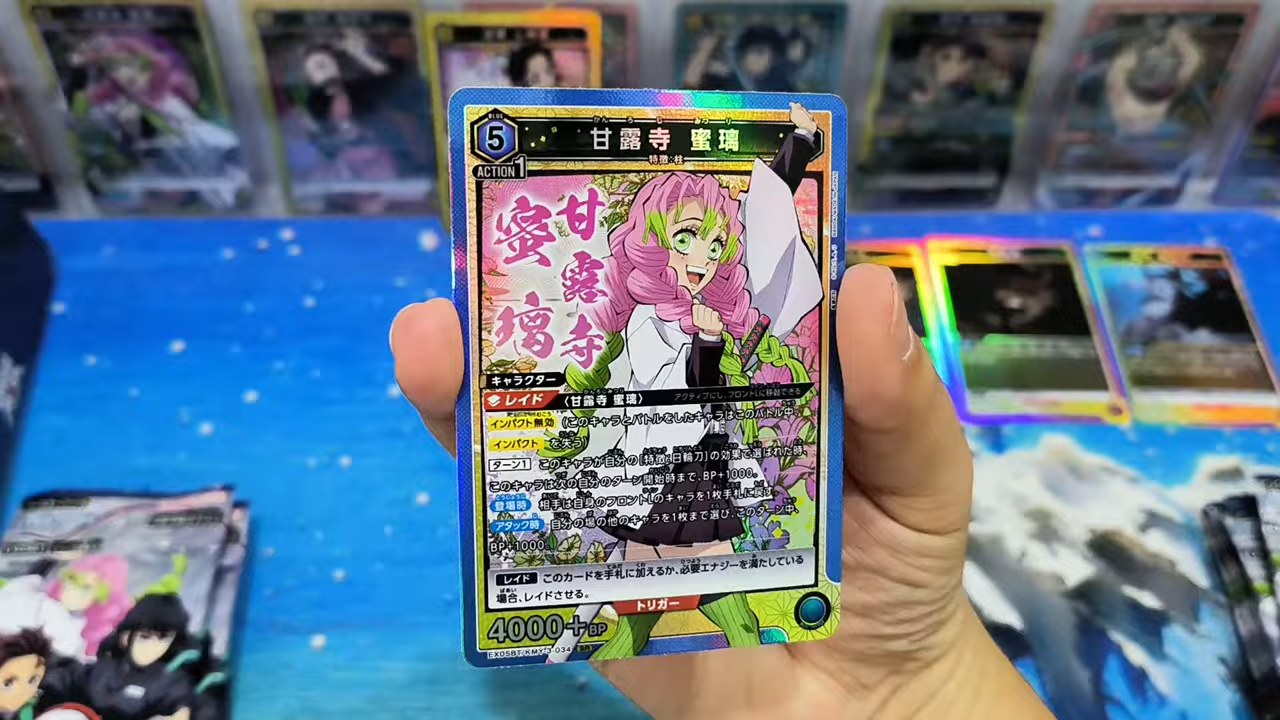 BLUE
5
かんろじ みつり
甘露寺 蜜璃
特徴:柱
ACTION 1
甘露寺
蜜璃
キャラクター
レイド 〈甘露寺 蜜璃〉 アクティブにし、フロントLに移動できる
インパクト無効 (このキャラとバトルをしたキャラはこのバトル中、
インパクト を失う)
ターン1 このキャラが自分の[特徴:日輪刀]の効果で選ばれた時、
このキャラは次の自分のターン開始時まで、BP+1000。
登場時 相手は自身のフロントLのキャラを1枚手札に戻す。
アタック時 自分の場の他のキャラを1枚まで選び、このターン中、
BP+1000。
レイド このカードを手札に加えるか、必要エナジーを満たしている
場合、レイドさせる。
トリガー
4000+BP
EX05BT/KMY-3-034 SR